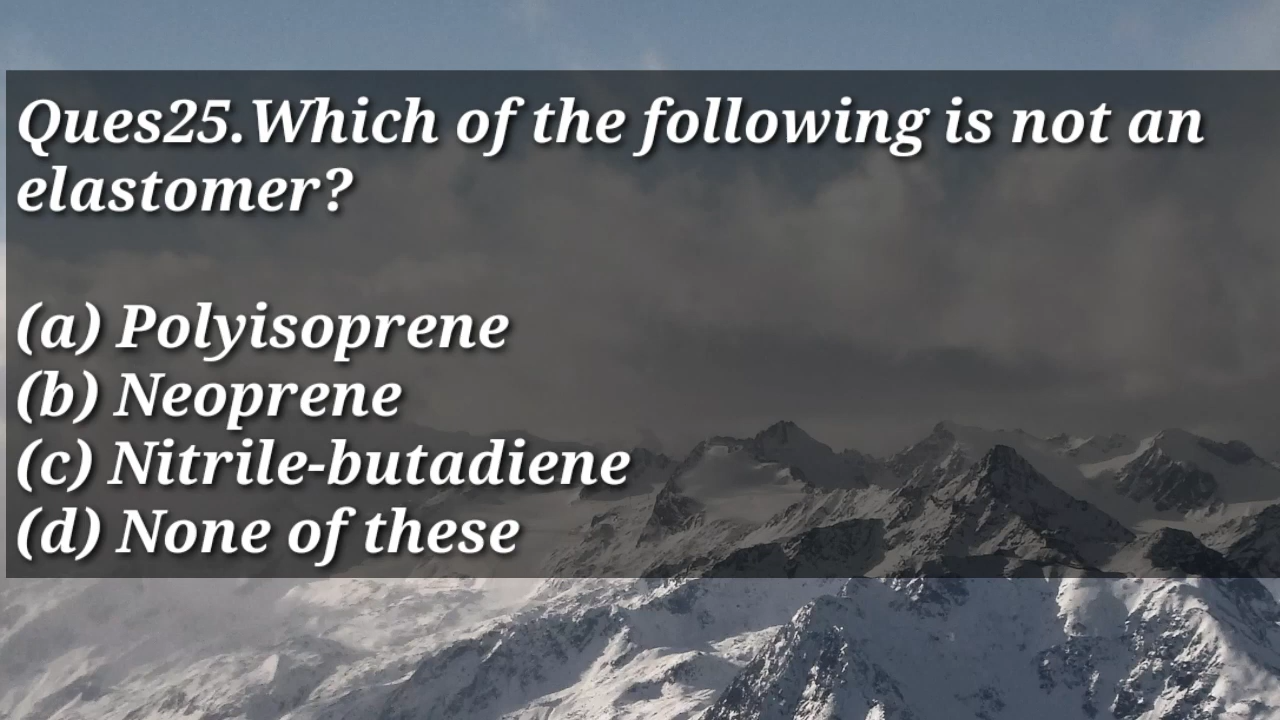 Ques25.Which of the following is not an
elastomer?
(a) Polyisoprene
(b) Neoprene
(c) Nitrile-butadiene
(d) None of these